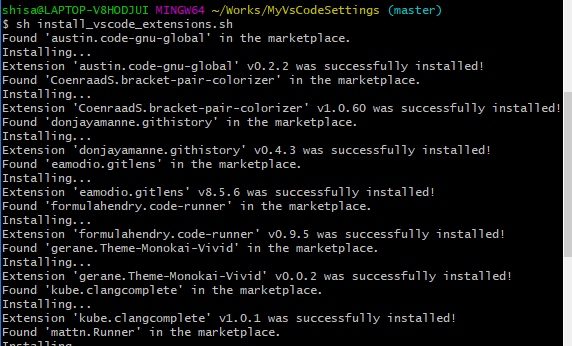 shisa@LAPTOP-V8HODJUI MINGW64 ~/Works/MyVsCodeSettings (master)
$ sh install_vscode_extensions.sh
Found 'austin.code-gnu-global' in the marketplace.
Installing...
Extension 'austin.code-gnu-global' v0.2.2 was successfully installed!
Found 'CoenraadS.bracket-pair-colorizer' in the marketplace.
Installing...
Extension 'CoenraadS.bracket-pair-colorizer' v1.0.60 was successfully installed!
Found 'donjayamanne.githistory' in the marketplace.
Installing...
Extension 'donjayamanne.githistory' v0.4.3 was successfully installed!
Found 'eamodio.gitlens' in the marketplace.
Installing...
Extension 'eamodio.gitlens' v8.5.6 was successfully installed!
Found 'formulahendry.code-runner' in the marketplace.
Installing...
Extension 'formulahendry.code-runner' v0.9.5 was successfully installed!
Found 'gerane.Theme-Monokai-Vivid' in the marketplace.
Installing...
Extension 'gerane.Theme-Monokai-Vivid' v0.0.2 was successfully installed!
Found 'kube.clangcomplete' in the marketplace.
Installing...
Extension 'kube.clangcomplete' v1.0.1 was successfully installed!
Found 'mattn.Runner' in the marketplace.